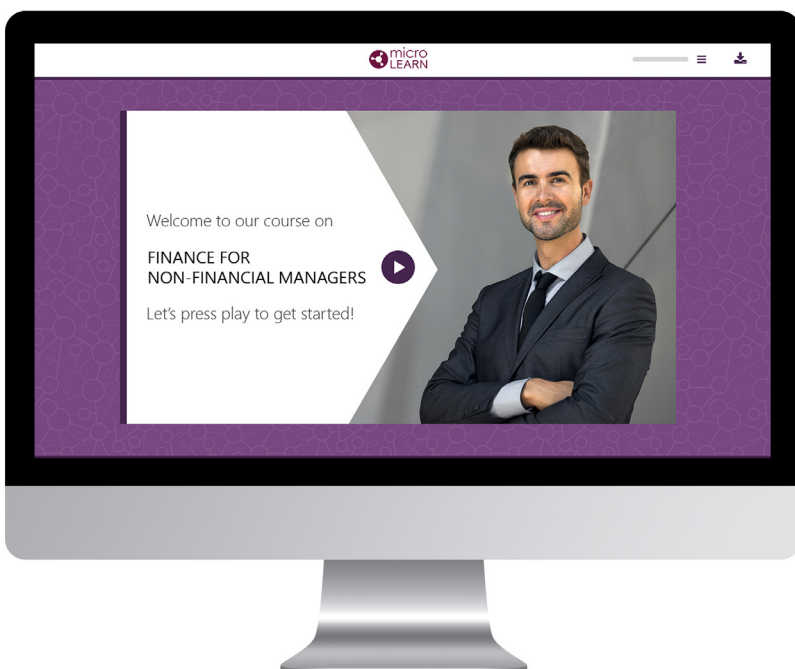 micro
LEARN
Welcome to our course on
FINANCE FOR
NON-FINANCIAL MANAGERS
Let's press play to get started!